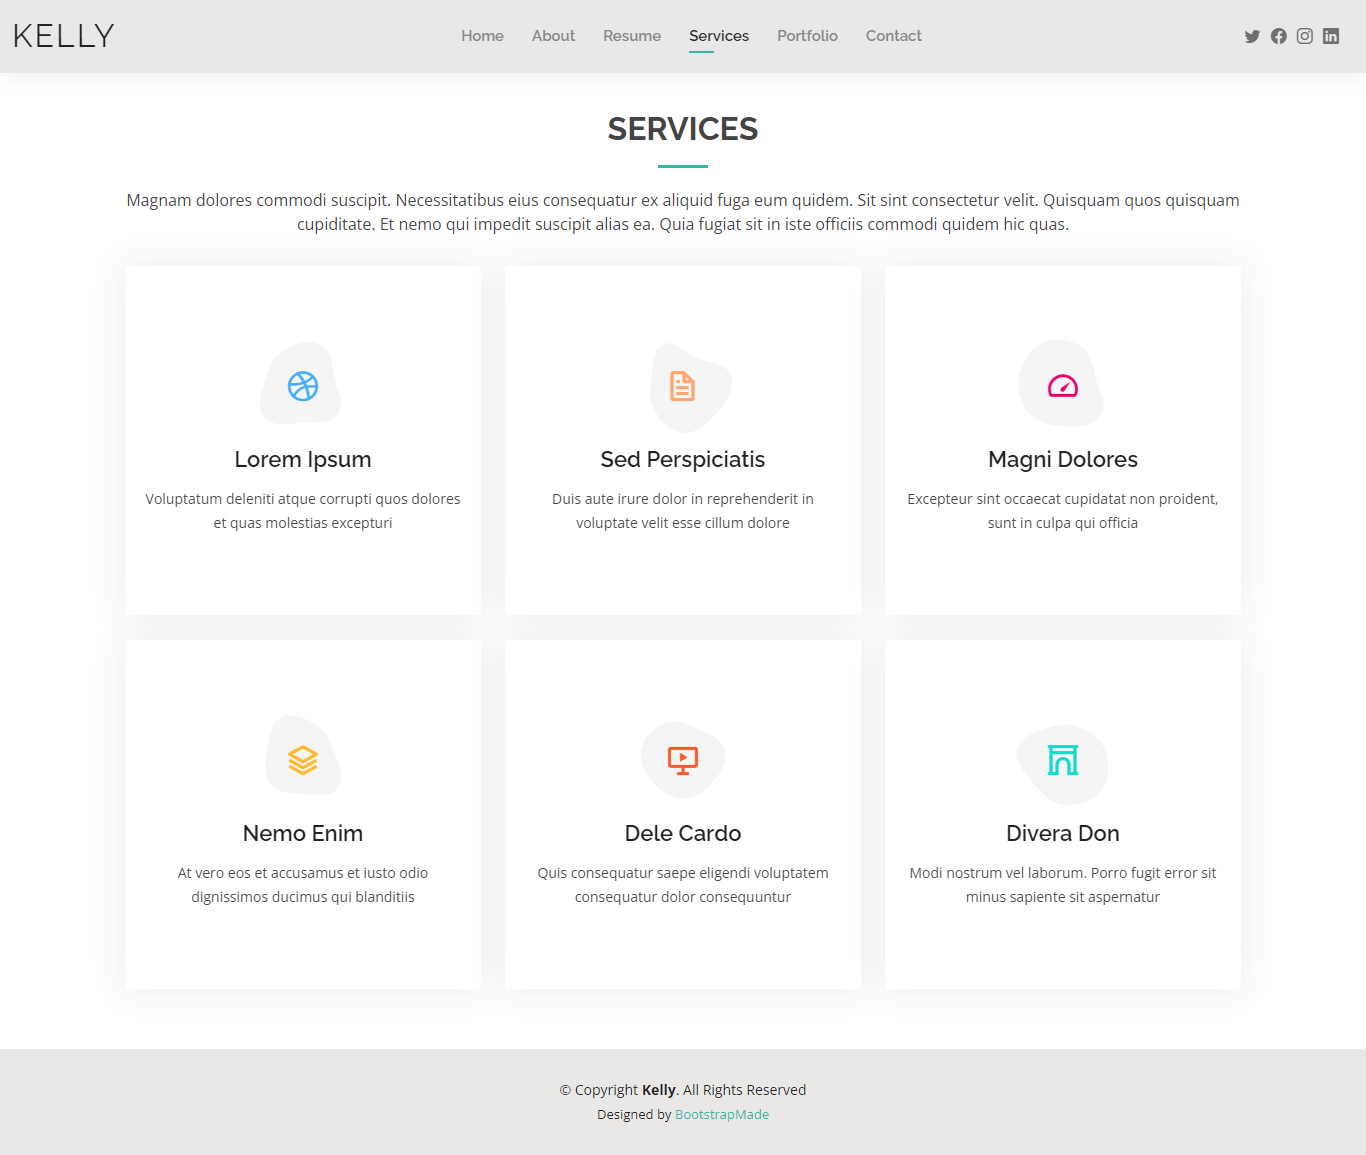 KELLY
Home About Resume Services Portfolio Contact
SERVICES
Magnam dolores commodi suscipit. Necessitatibus eius consequatur ex aliquid fuga eum quidem. Sit sint consectetur velit. Quisquam quos quisquam
cupiditate. Et nemo qui impedit suscipit alias ea. Quia fugiat sit in iste officiis commodi quidem hic quas.
Lorem Ipsum
Voluptatum deleniti atque corrupti quos dolores
et quas molestias excepturi
Sed Perspiciatis
Duis aute irure dolor in reprehenderit in
voluptate velit esse cillum dolore
Magni Dolores
Excepteur sint occaecat cupidatat non proident,
sunt in culpa qui officia
Nemo Enim
At vero eos et accusamus et iusto odio
dignissimos ducimus qui blanditiis
Dele Cardo
Quis consequatur saepe eligendi voluptatem
consequatur dolor consequuntur
Divera Don
Modi nostrum vel laborum. Porro fugit error sit
minus sapiente sit aspernatur
© Copyright Kelly. All Rights Reserved
Designed by BootstrapMade